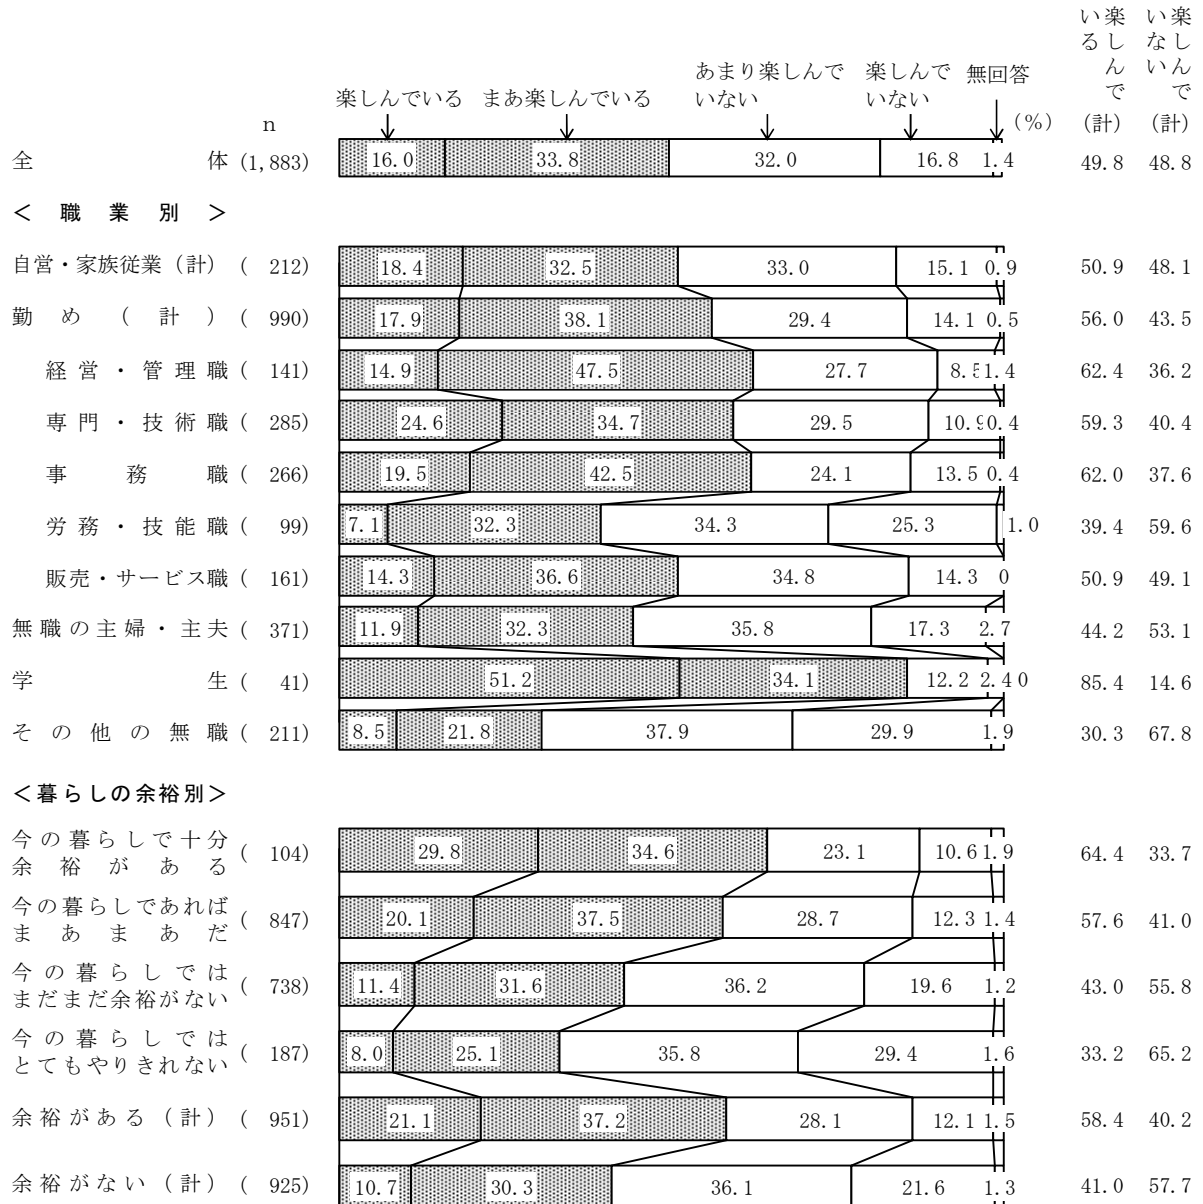 楽しんでいる(計)
楽しんでいない(計)
楽しんでいる まあ楽しんでいる あまり楽しんでいない 楽しんでいない 無回答
n (%)
全体 (1,883) 16.0 33.8 32.0 16.8 1.4 49.8 48.8
<職業別>
自営・家族従業(計) (212) 18.4 32.5 33.0 15.1 0.9 50.9 48.1
勤め(計) (990) 17.9 38.1 29.4 14.1 0.5 56.0 43.5
経営・管理職 (141) 14.9 47.5 27.7 8.5 1.4 62.4 36.2
専門・技術職 (285) 24.6 34.7 29.5 10.9 0.4 59.3 40.4
事務職 (266) 19.5 42.5 24.1 13.5 0.4 62.0 37.6
労務・技能職 (99) 7.1 32.3 34.3 25.3 1.0 39.4 59.6
販売・サービス職 (161) 14.3 36.6 34.8 14.3 0 50.9 49.1
無職の主婦・主夫 (371) 11.9 32.3 35.8 17.3 2.7 44.2 53.1
学生 (41) 51.2 34.1 12.2 2.4 0 85.4 14.6
その他の無職 (211) 8.5 21.8 37.9 29.9 1.9 30.3 67.8
<暮らしの余裕別>
今の暮らしで十分
余裕がある (104) 29.8 34.6 23.1 10.6 1.9 64.4 33.7
今の暮らしであれば
まあまあだ (847) 20.1 37.5 28.7 12.3 1.4 57.6 41.0
今の暮らしでは
まだまだ余裕がない (738) 11.4 31.6 36.2 19.6 1.2 43.0 55.8
今の暮らしでは
とてもやりきれない (187) 8.0 25.1 35.8 29.4 1.6 33.2 65.2
余裕がある(計) (951) 21.1 37.2 28.1 12.1 1.5 58.4 40.2
余裕がない(計) (925) 10.7 30.3 36.1 21.6 1.3 41.0 57.7